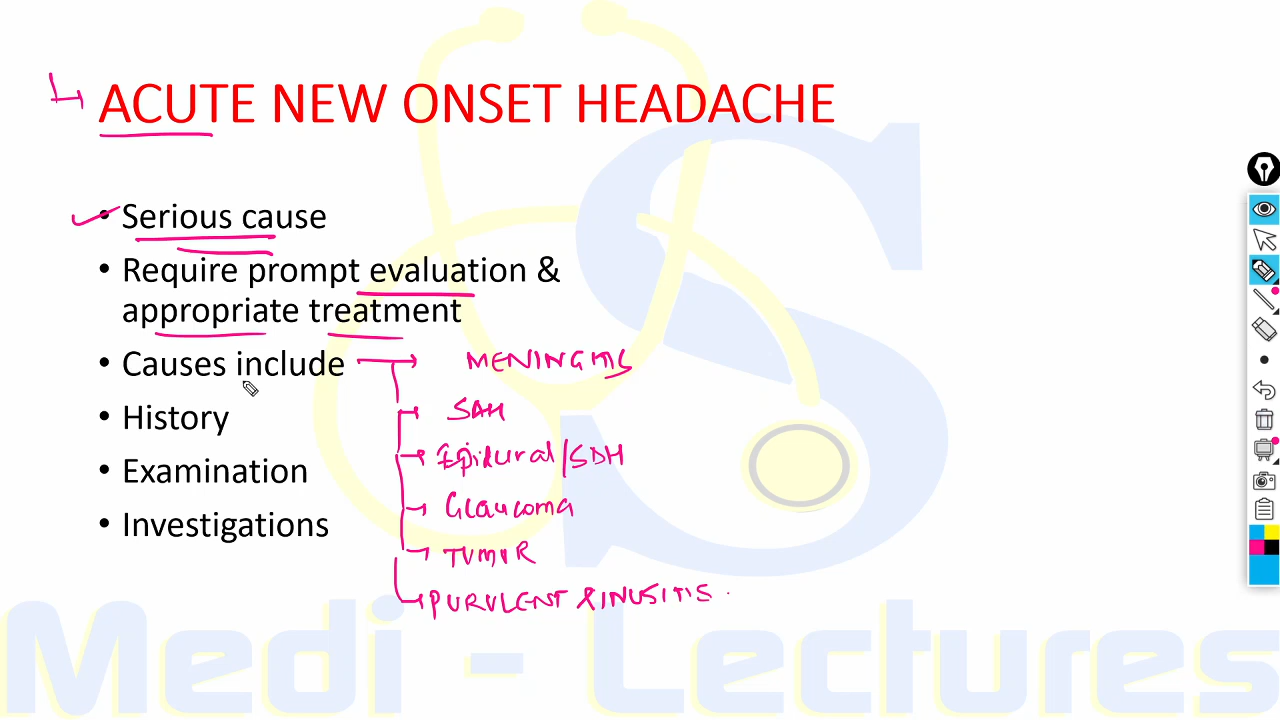 ACUTE NEW ONSET HEADACHE
• Serious cause
• Require prompt evaluation &
appropriate treatment
• Causes include → MENINGITIS
SAH
• History
Epidural/SDH
• Examination
Glaucoma
• Investigations
TUMOR
PURULENT SINUSITIS
Medi - Lectures